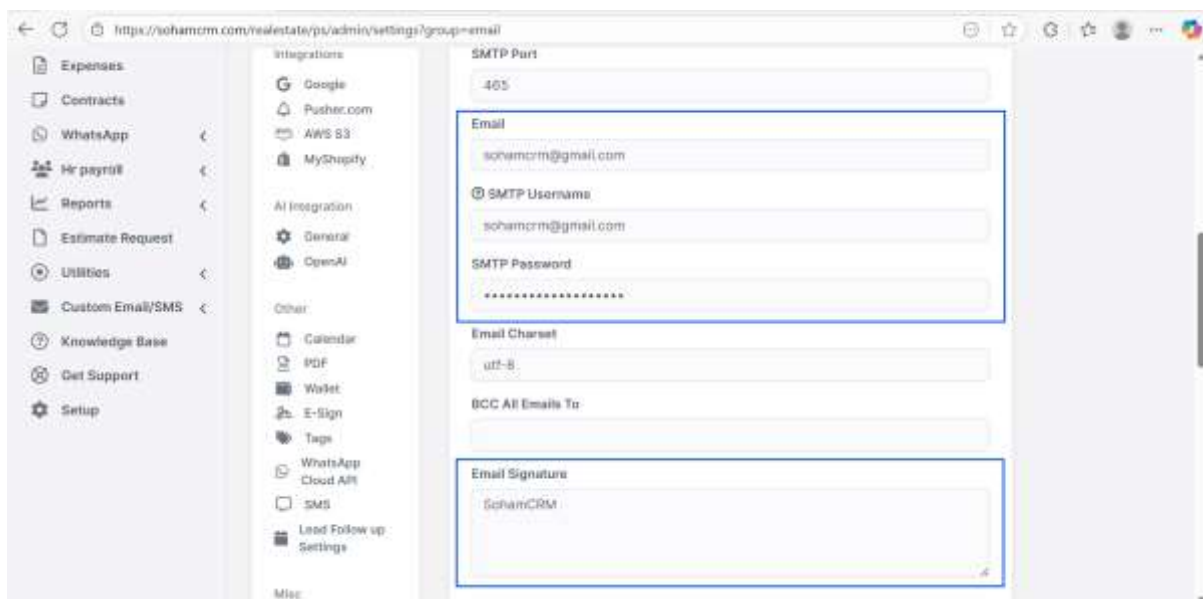 https://sohamcrm.com/realestate/ps/admin/settings?group=email
Expenses
Contracts
WhatsApp
Hr payroll
Reports
Estimate Request
Utilities
Custom Email/SMS
Knowledge Base
Get Support
Setup
Integrations
Google
Pusher.com
AWS S3
MyShopify
AI Integration
General
OpenAI
Other
Calendar
PDF
Wallet
E-Sign
Tags
WhatsApp
Cloud API
SMS
Lead Follow up
Settings
Misc
SMTP Port
465
Email
sohamcrm@gmail.com
SMTP Username
sohamcrm@gmail.com
SMTP Password
Email Charset
utf-8
BCC All Emails To
Email Signature
SohamCRM